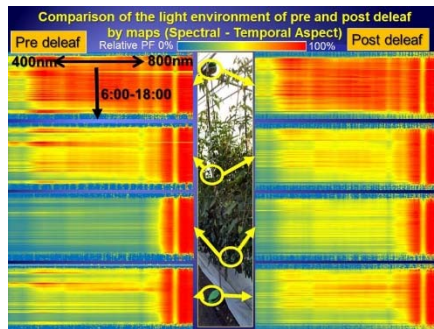 Comparison of the light environment of pre and post deleaf
by maps (Spectral - Temporal Aspect)
Pre deleaf
Relative PF 0%
100%
Post deleaf
400nm
800nm
6:00-18:00